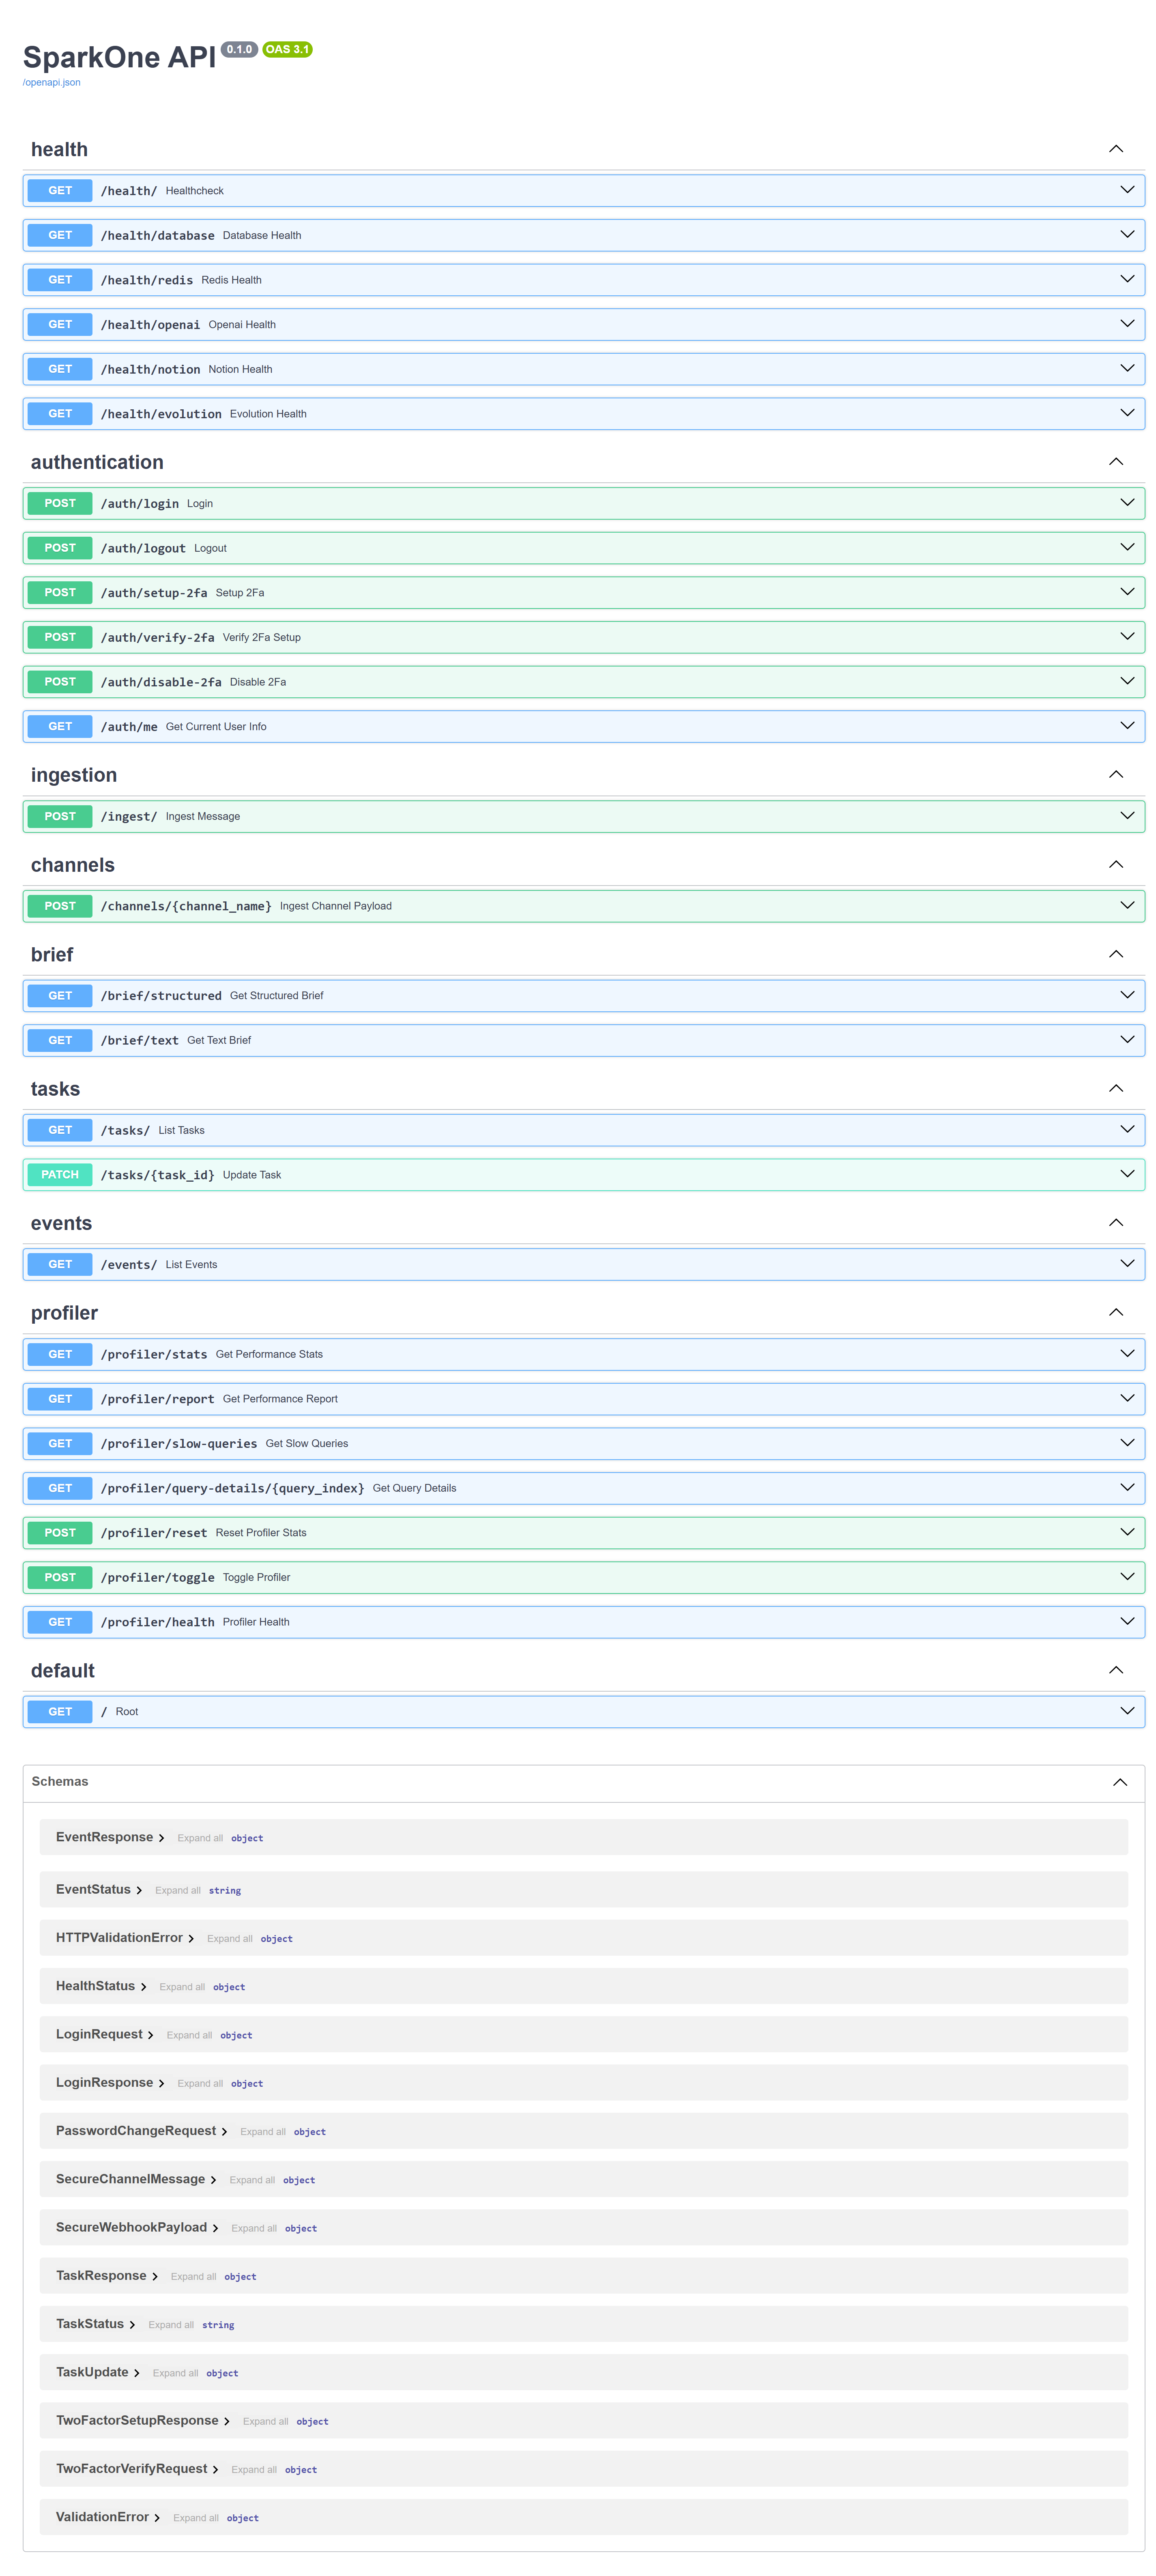 SparkOne API 0.1.0 OAS 3.1
/openapi.json
health
GET /health/ Healthcheck
GET /health/database Database Health
GET /health/redis Redis Health
GET /health/openai Openai Health
GET /health/notion Notion Health
GET /health/evolution Evolution Health
authentication
POST /auth/login Login
POST /auth/logout Logout
POST /auth/setup-2fa Setup 2Fa
POST /auth/verify-2fa Verify 2Fa Setup
POST /auth/disable-2fa Disable 2Fa
GET /auth/me Get Current User Info
ingestion
POST /ingest/ Ingest Message
channels
POST /channels/{channel_name} Ingest Channel Payload
brief
GET /brief/structured Get Structured Brief
GET /brief/text Get Text Brief
tasks
GET /tasks/ List Tasks
PATCH /tasks/{task_id} Update Task
events
GET /events/ List Events
profiler
GET /profiler/stats Get Performance Stats
GET /profiler/report Get Performance Report
GET /profiler/slow-queries Get Slow Queries
GET /profiler/query-details/{query_index} Get Query Details
POST /profiler/reset Reset Profiler Stats
POST /profiler/toggle Toggle Profiler
GET /profiler/health Profiler Health
default
GET / Root
Schemas
EventResponse Expand all object
EventStatus Expand all string
HTTPValidationError Expand all object
HealthStatus Expand all object
LoginRequest Expand all object
LoginResponse Expand all object
PasswordChangeRequest Expand all object
SecureChannelMessage Expand all object
SecureWebhookPayload Expand all object
TaskResponse Expand all object
TaskStatus Expand all string
TaskUpdate Expand all object
TwoFactorSetupResponse Expand all object
TwoFactorVerifyRequest Expand all object
ValidationError Expand all object